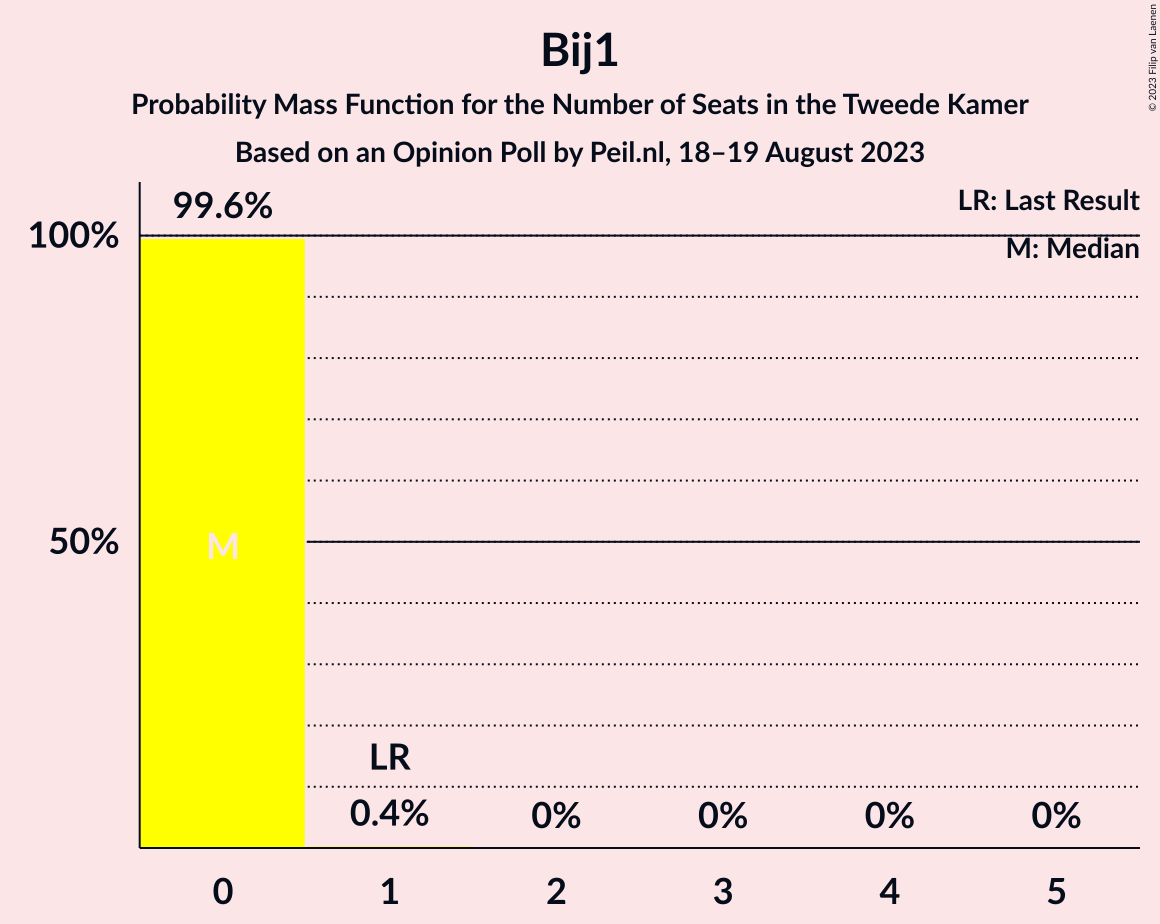 Bij1
Probability Mass Function for the Number of Seats in the Tweede Kamer
Based on an Opinion Poll by Peil.nl, 18–19 August 2023
© 2023 Filip van Laenen
LR: Last Result
M: Median
99.6%
100%
50%
M
LR
0.4%
0%
0%
0%
0%
0
1
2
3
4
5